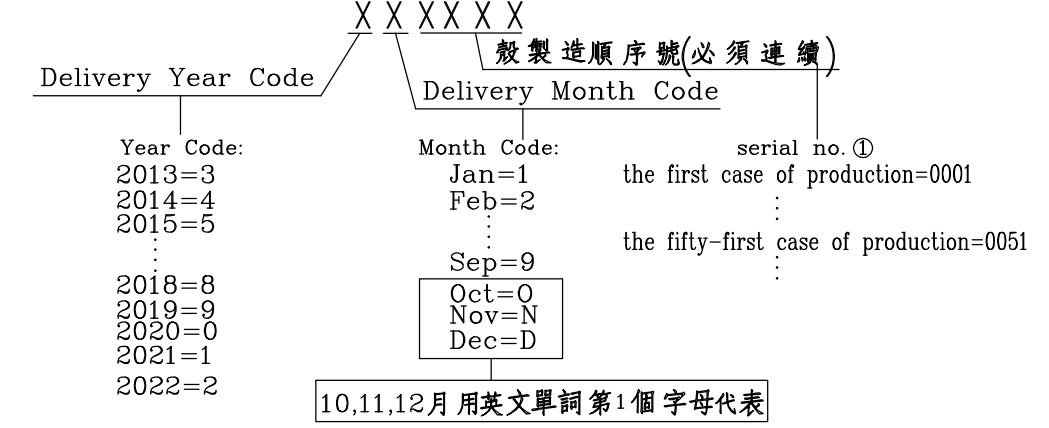 X X XX X X
殼製造順序號(必須連續)
Delivery Year Code
Delivery Month Code
Year Code:
2013=3
2014=4
2015=5
2018=8
2019=9
2020=0
2021=1
2022=2
Month Code:
Jan=1
Feb=2
Sep=9
Oct=O
Nov=N
Dec=D
10,11,12月用英文單詞第1個字母代表
serial no.①
the first case of production=0001
the fifty-first case of production=0051